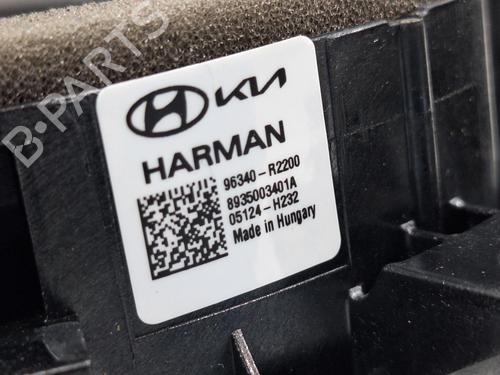 B-PARTS
KIA
HARMAN
96340-R2200
8935003401A
05124-H232
Made in Hungary